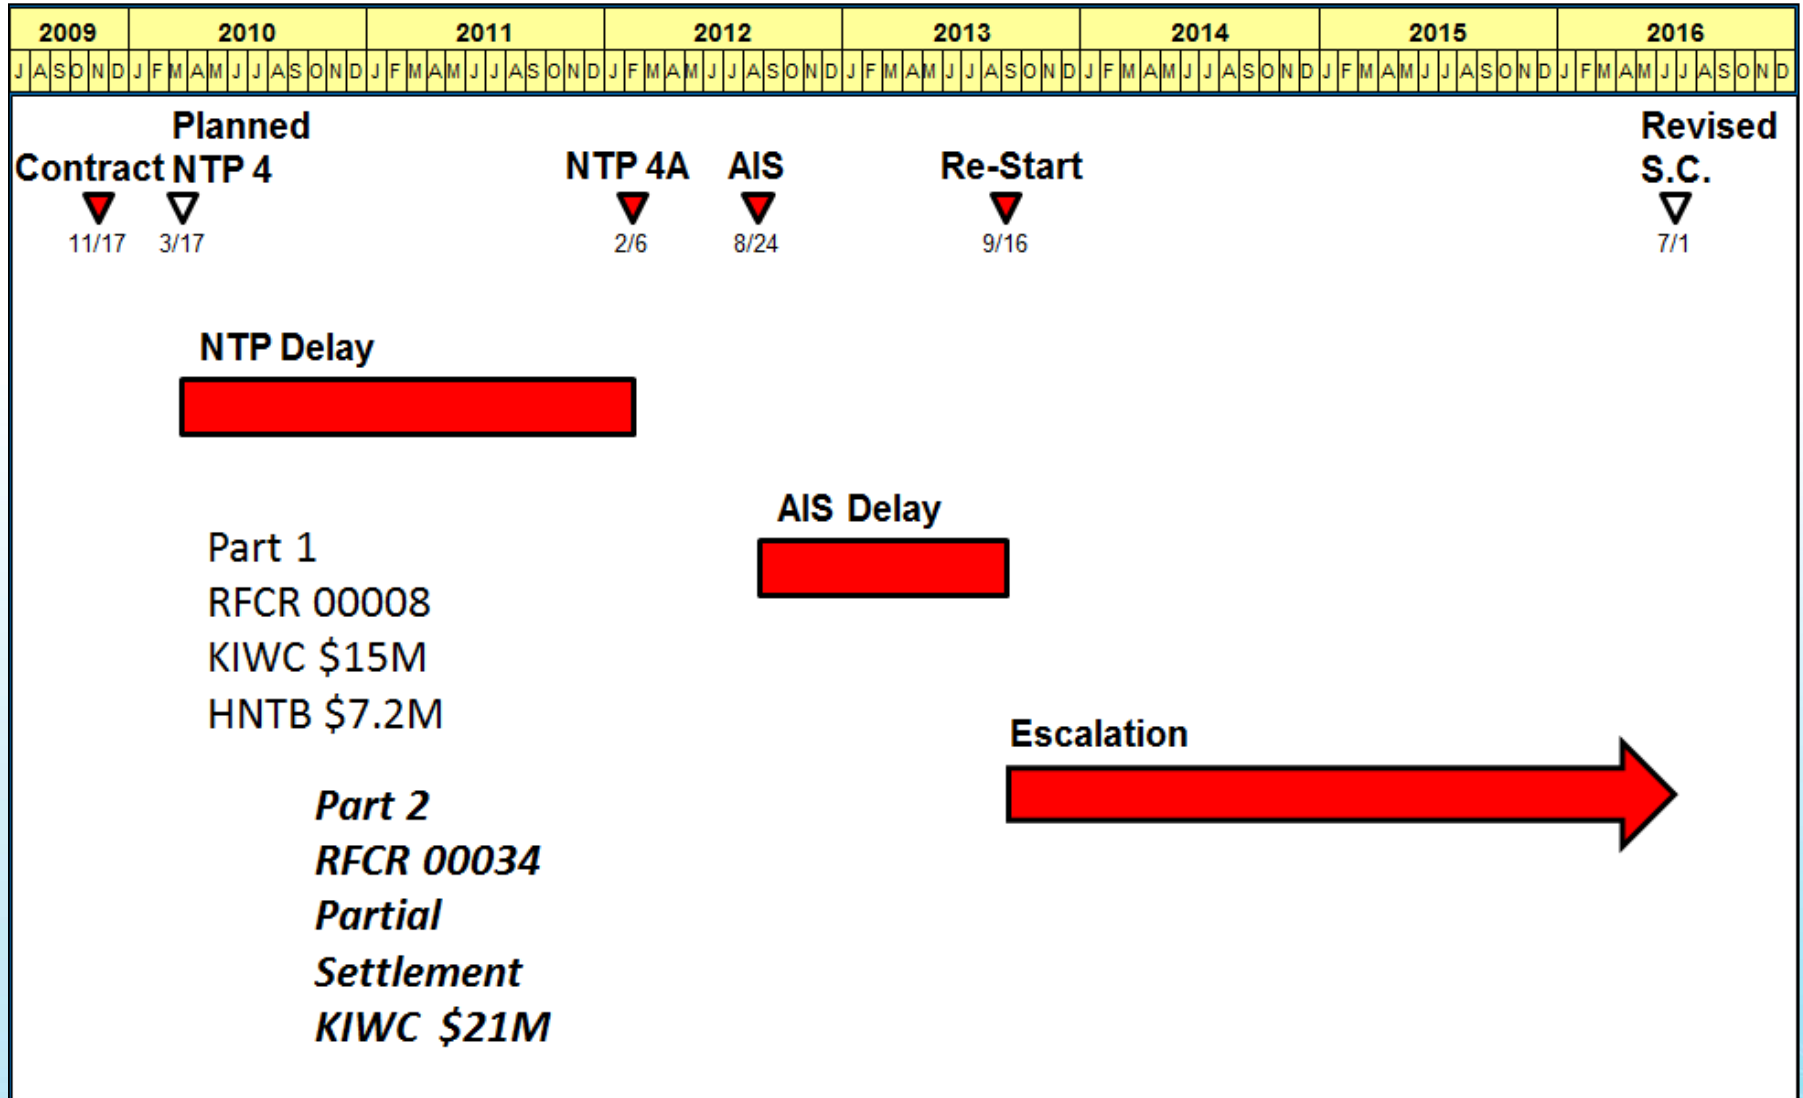 2009 2010 2011 2012 2013 2014 2015 2016
J A S O N D J F M A M J J A S O N D J F M A M J J A S O N D J F M A M J J A S O N D J F M A M J J A S O N D J F M A M J J A S O N D J F M A M J J A S O N D J F M A M J J A S O N D
Contract
11/17
Planned
NTP 4
3/17
NTP 4A
2/6
AIS
8/24
Re-Start
9/16
Revised
S.C.
7/1
NTP Delay
AIS Delay
Part 1
RFCR 00008
KIWC $15M
HNTB $7.2M
Escalation
Part 2
RFCR 00034
Partial
Settlement
KIWC $21M